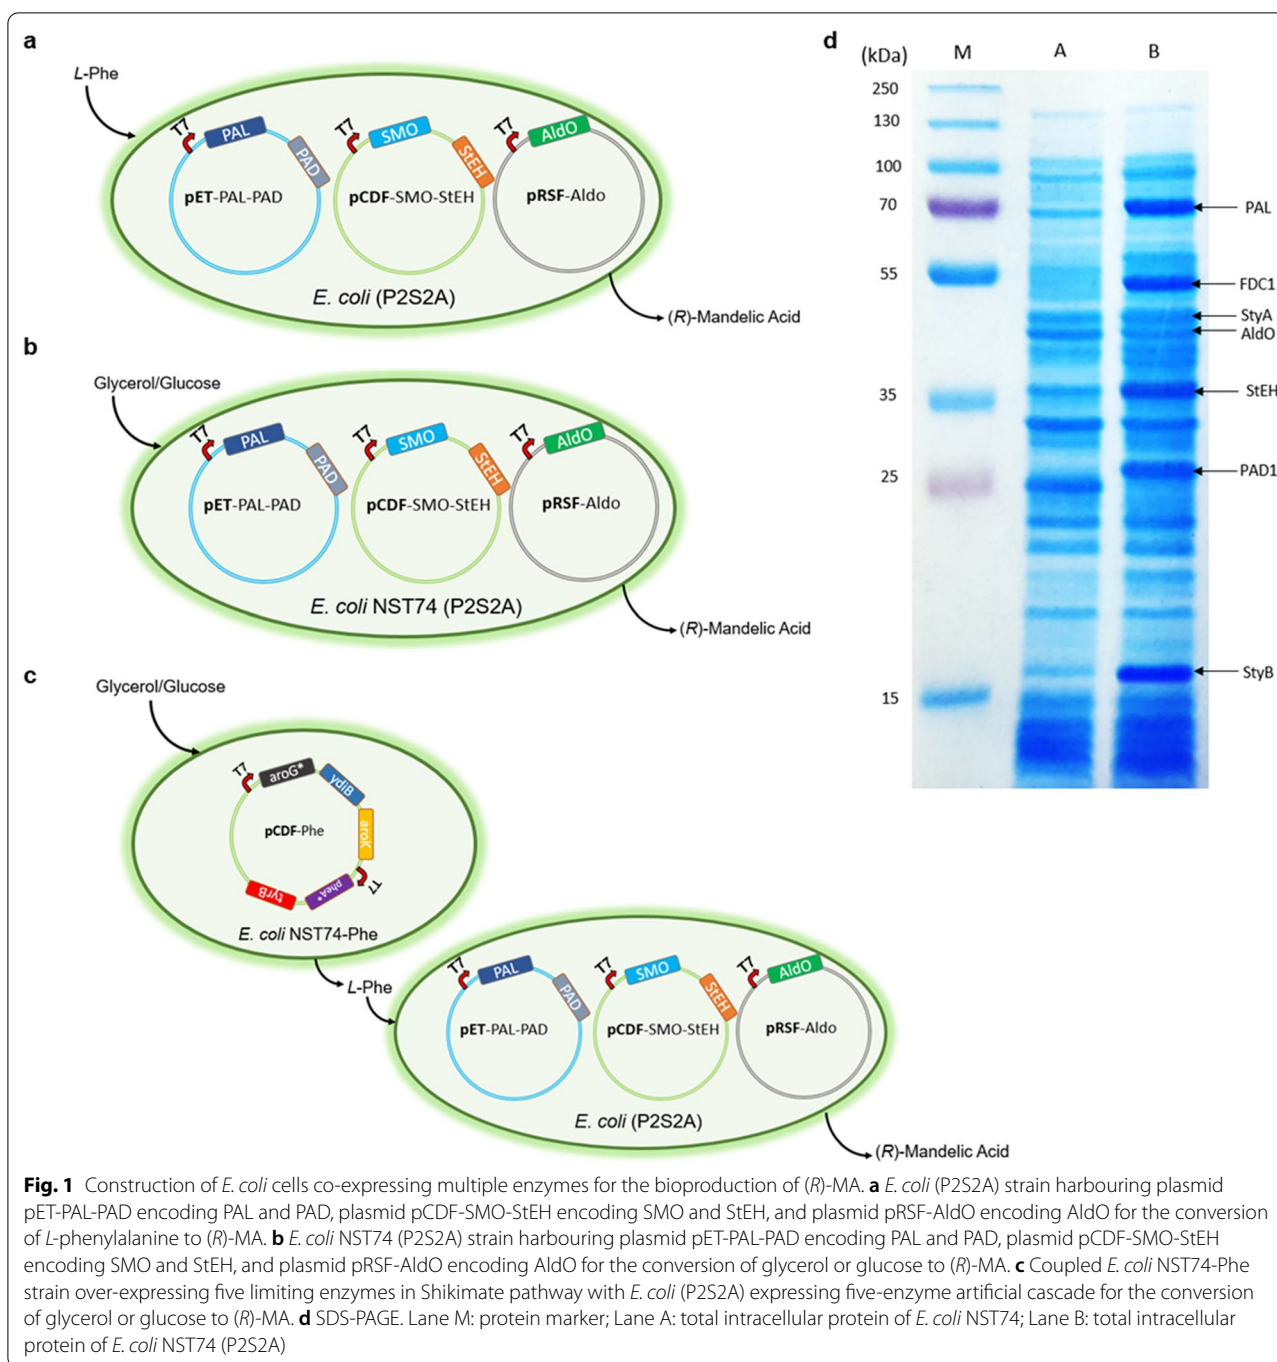 a
L-Phe
T7
PAL
PAD
pET-PAL-PAD
T7
SMO
StEH
pCDF-SMO-StEH
T7
AldO
pRSF-Aldo
E. coli (P2S2A)
(R)-Mandelic Acid
b
Glycerol/Glucose
T7
PAL
PAD
pET-PAL-PAD
T7
SMO
StEH
pCDF-SMO-StEH
T7
AldO
pRSF-Aldo
E. coli NST74 (P2S2A)
(R)-Mandelic Acid
c
Glycerol/Glucose
T7
aroG*
ydiB
aroK
T7
pheA*
tyrB
pCDF-Phe
E. coli NST74-Phe
L-Phe
T7
PAL
PAD
pET-PAL-PAD
T7
SMO
StEH
pCDF-SMO-StEH
T7
AldO
pRSF-Aldo
E. coli (P2S2A)
(R)-Mandelic Acid
d
(kDa) M A B
250
130
100
70
55
35
25
15
PAL
FDC1
StyA
AldO
StEH
PAD1
StyB
Fig. 1 Construction of E. coli cells co-expressing multiple enzymes for the bioproduction of (R)-MA. a E. coli (P2S2A) strain harbouring plasmid
pET-PAL-PAD encoding PAL and PAD, plasmid pCDF-SMO-StEH encoding SMO and StEH, and plasmid pRSF-AldO encoding AldO for the conversion
of L-phenylalanine to (R)-MA. b E. coli NST74 (P2S2A) strain harbouring plasmid pET-PAL-PAD encoding PAL and PAD, plasmid pCDF-SMO-StEH
encoding SMO and StEH, and plasmid pRSF-AldO encoding AldO for the conversion of glycerol or glucose to (R)-MA. c Coupled E. coli NST74-Phe
strain over-expressing five limiting enzymes in Shikimate pathway with E. coli (P2S2A) expressing five-enzyme artificial cascade for the conversion
of glycerol or glucose to (R)-MA. d SDS-PAGE. Lane M: protein marker; Lane A: total intracellular protein of E. coli NST74; Lane B: total intracellular
protein of E. coli NST74 (P2S2A)